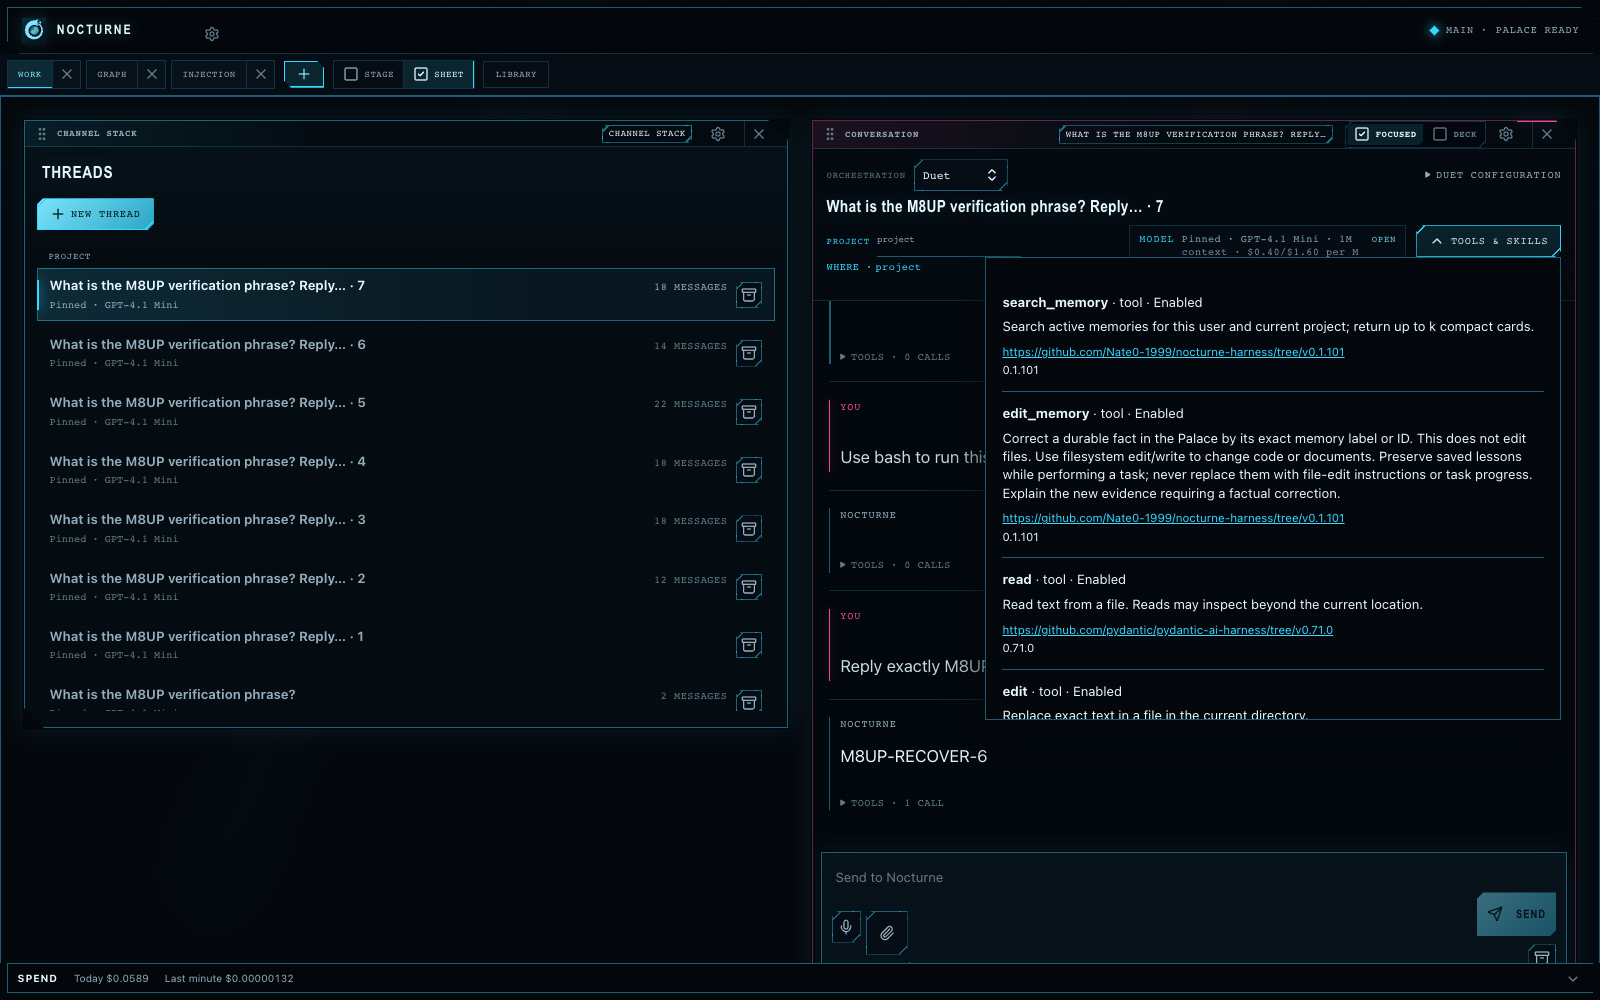 NOCTURNE
MAIN · PALACE READY
WORK
GRAPH
INJECTION
STAGE
SHEET
LIBRARY
CHANNEL STACK
CHANNEL STACK
THREADS
NEW THREAD
PROJECT
What is the M8UP verification phrase? Reply... · 7
18 MESSAGES
Pinned · GPT-4.1 Mini
What is the M8UP verification phrase? Reply... · 6
14 MESSAGES
Pinned · GPT-4.1 Mini
What is the M8UP verification phrase? Reply... · 5
22 MESSAGES
Pinned · GPT-4.1 Mini
What is the M8UP verification phrase? Reply... · 4
18 MESSAGES
Pinned · GPT-4.1 Mini
What is the M8UP verification phrase? Reply... · 3
18 MESSAGES
Pinned · GPT-4.1 Mini
What is the M8UP verification phrase? Reply... · 2
12 MESSAGES
Pinned · GPT-4.1 Mini
What is the M8UP verification phrase? Reply... · 1
Pinned · GPT-4.1 Mini
What is the M8UP verification phrase?
2 MESSAGES
CONVERSATION
WHAT IS THE M8UP VERIFICATION PHRASE? REPLY…
FOCUSED
DECK
ORCHESTRATION
Duet
DUET CONFIGURATION
What is the M8UP verification phrase? Reply... · 7
PROJECT project
MODEL Pinned · GPT-4.1 Mini · 1M
context · $0.40/$1.60 per M
OPEN
TOOLS & SKILLS
WHERE · project
TOOLS · 0 CALLS
YOU
Use bash to run this
NOCTURNE
TOOLS · 0 CALLS
YOU
Reply exactly M8UP
NOCTURNE
M8UP-RECOVER-6
TOOLS · 1 CALL
search_memory · tool · Enabled
Search active memories for this user and current project; return up to k compact cards.
https://github.com/Nate0-1999/nocturne-harness/tree/v0.1.101
0.1.101
edit_memory · tool · Enabled
Correct a durable fact in the Palace by its exact memory label or ID. This does not edit
files. Use filesystem edit/write to change code or documents. Preserve saved lessons
while performing a task; never replace them with file-edit instructions or task progress.
Explain the new evidence requiring a factual correction.
https://github.com/Nate0-1999/nocturne-harness/tree/v0.1.101
0.1.101
read · tool · Enabled
Read text from a file. Reads may inspect beyond the current location.
https://github.com/pydantic/pydantic-ai-harness/tree/v0.71.0
0.71.0
edit · tool · Enabled
Replace exact text in a file in the current directory.
Send to Nocturne
SEND
SPEND
Today $0.0589
Last minute $0.00000132